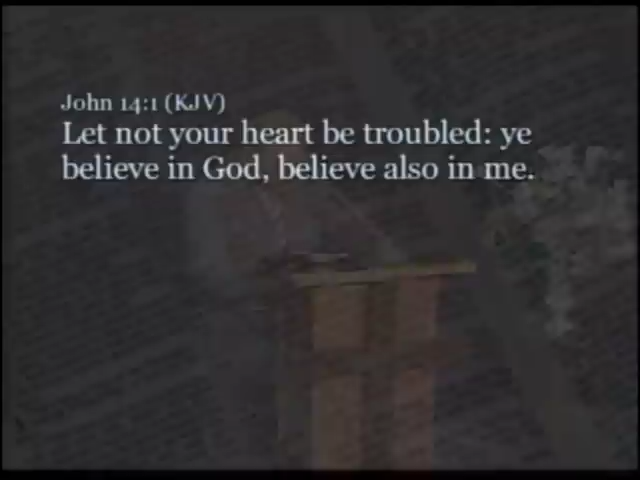 John 14:1 (KJV)
Let not your heart be troubled: ye
believe in God, believe also in me.